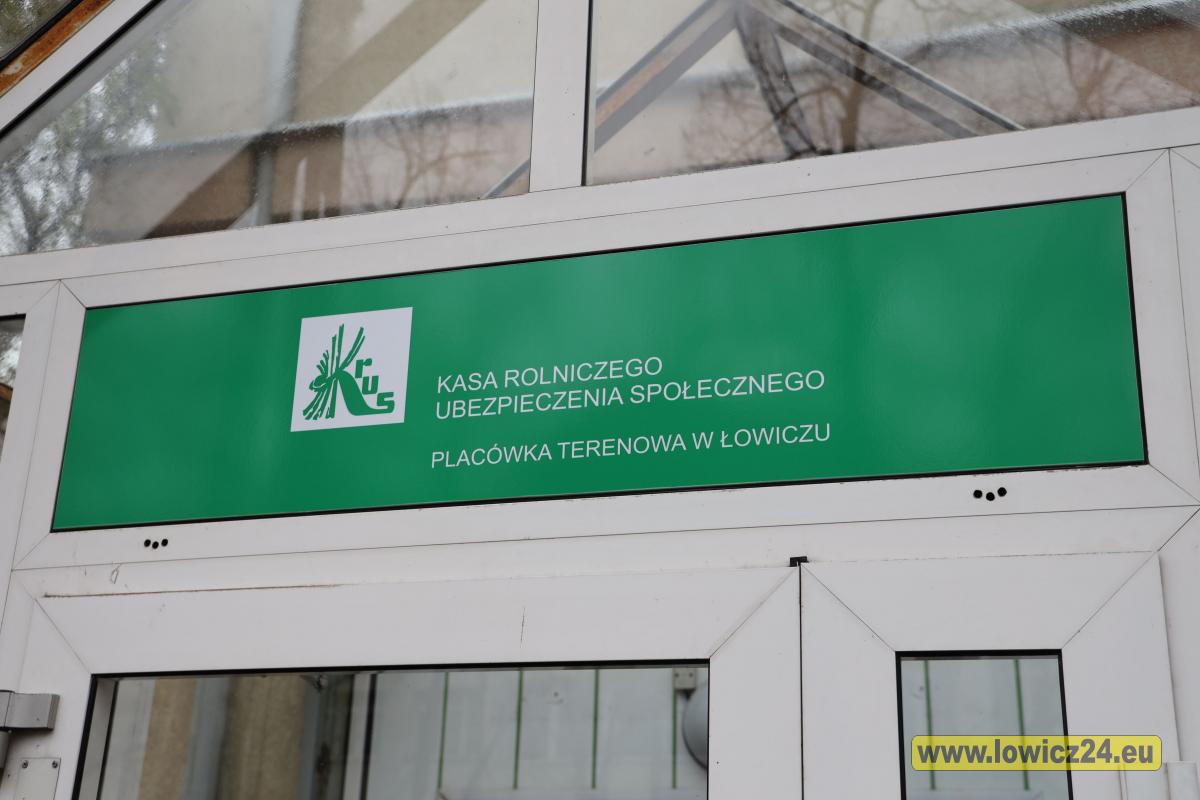 Krus
KASA ROLNICZEGO
UBEZPIECZENIA SPOŁECZNEGO
PLACÓWKA TERENOWA W ŁOWICZU
www.lowicz24.eu